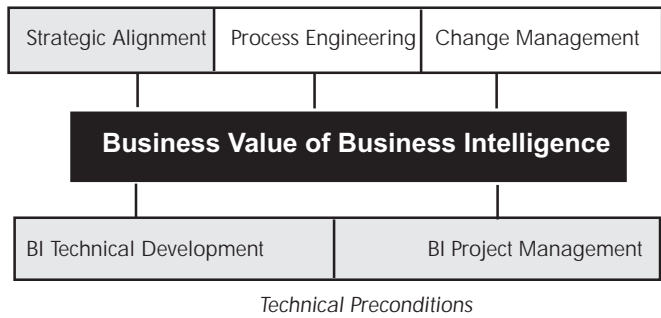 Strategic Alignment
Process Engineering
Change Management
Business Value of Business Intelligence
BI Technical Development
BI Project Management
Technical Preconditions